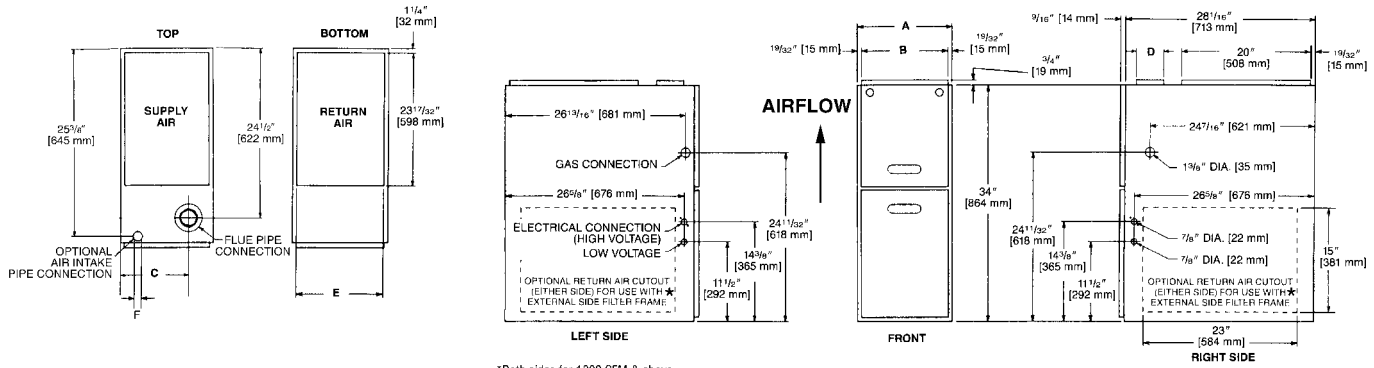 TOP
SUPPLY
AIR
25 5/8"
[645 mm]
24 1/2"
[622 mm]
FLUE PIPE
CONNECTION
OPTIONAL
AIR INTAKE
PIPE CONNECTION
C
F
BOTTOM
1 1/4"
[32 mm]
RETURN
AIR
23 17/32"
[598 mm]
E
26 13/16" [681 mm]
GAS CONNECTION
26 5/8" [676 mm]
ELECTRICAL CONNECTION
(HIGH VOLTAGE)
LOW VOLTAGE
24 11/32"
[618 mm]
14 3/8"
[365 mm]
11 1/2"
[292 mm]
OPTIONAL RETURN AIR CUTOUT
(EITHER SIDE) FOR USE WITH ★
EXTERNAL SIDE FILTER FRAME
LEFT SIDE
AIRFLOW
A
19/32" [15 mm]
B
19/32"
[15 mm]
3/4"
[19 mm]
34"
[864 mm]
FRONT
9/16" [14 mm]
28 1/16"
[713 mm]
D
20"
[508 mm]
19/32"
[15 mm]
24 7/16" [621 mm]
1 3/8" DIA. [35 mm]
26 5/8" [676 mm]
24 11/32"
[618 mm]
14 3/8"
[365 mm]
11 1/2"
[292 mm]
7/8" DIA. [22 mm]
7/8" DIA. [22 mm]
15"
[381 mm]
OPTIONAL RETURN AIR CUTOUT
(EITHER SIDE) FOR USE WITH ★
EXTERNAL SIDE FILTER FRAME
23"
[584 mm]
RIGHT SIDE